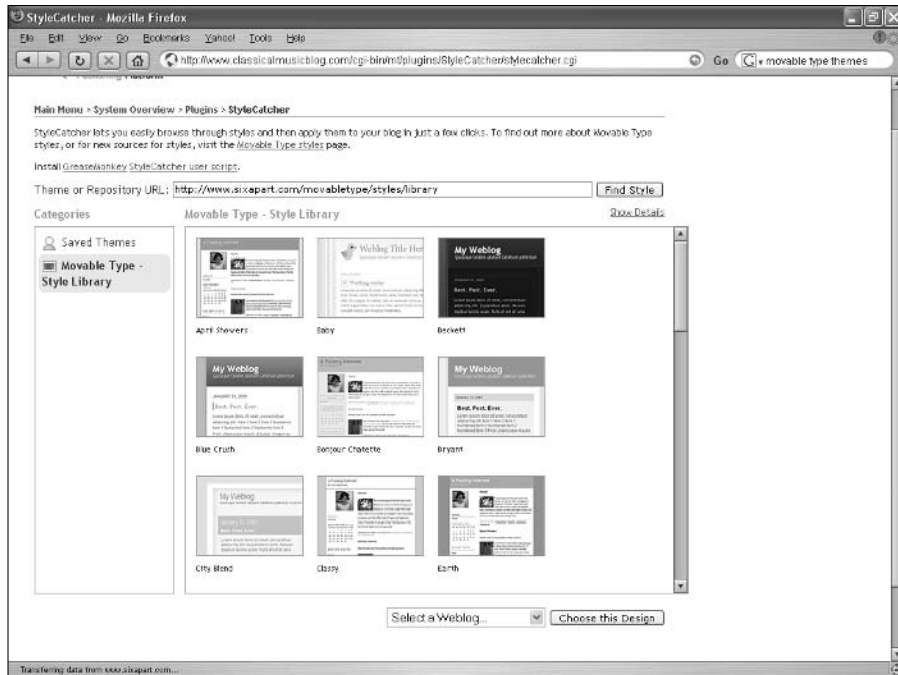 StyleCatcher - Mozilla Firefox
File Edit View Go Bookmarks Yahoo! Tools Help
http://www.classicalmusicblog.com/cgi-bin/mt/plugins/StyleCatcher/stylecatcher.cgi
Go
movable type themes
Publishing Platform
Main Menu > System Overview > Plugins > StyleCatcher
StyleCatcher lets you easily browse through styles and then apply them to your blog in just a few clicks. To find out more about Movable Type
styles, or for new sources for styles, visit the Movable Type styles page.
Install GreaseMonkey StyleCatcher user script.
Theme or Repository URL: http://www.sixapart.com/movabletype/styles/library
Find Style
Categories
Movable Type - Style Library
Show Details
Saved Themes
Movable Type -
Style Library
Weblog Title Her
My Weblog
Best. Post. Ever.
April Showers
Baby
Beckett
My Weblog
Best. Post. Ever.
My Weblog
Best. Post. Ever.
Blue Crush
Bonjour Chatette
Bryant
My Weblog
City Blend
Classy
Earth
Select a Weblog...
Choose this Design
Transferring data from www.sixapart.com...